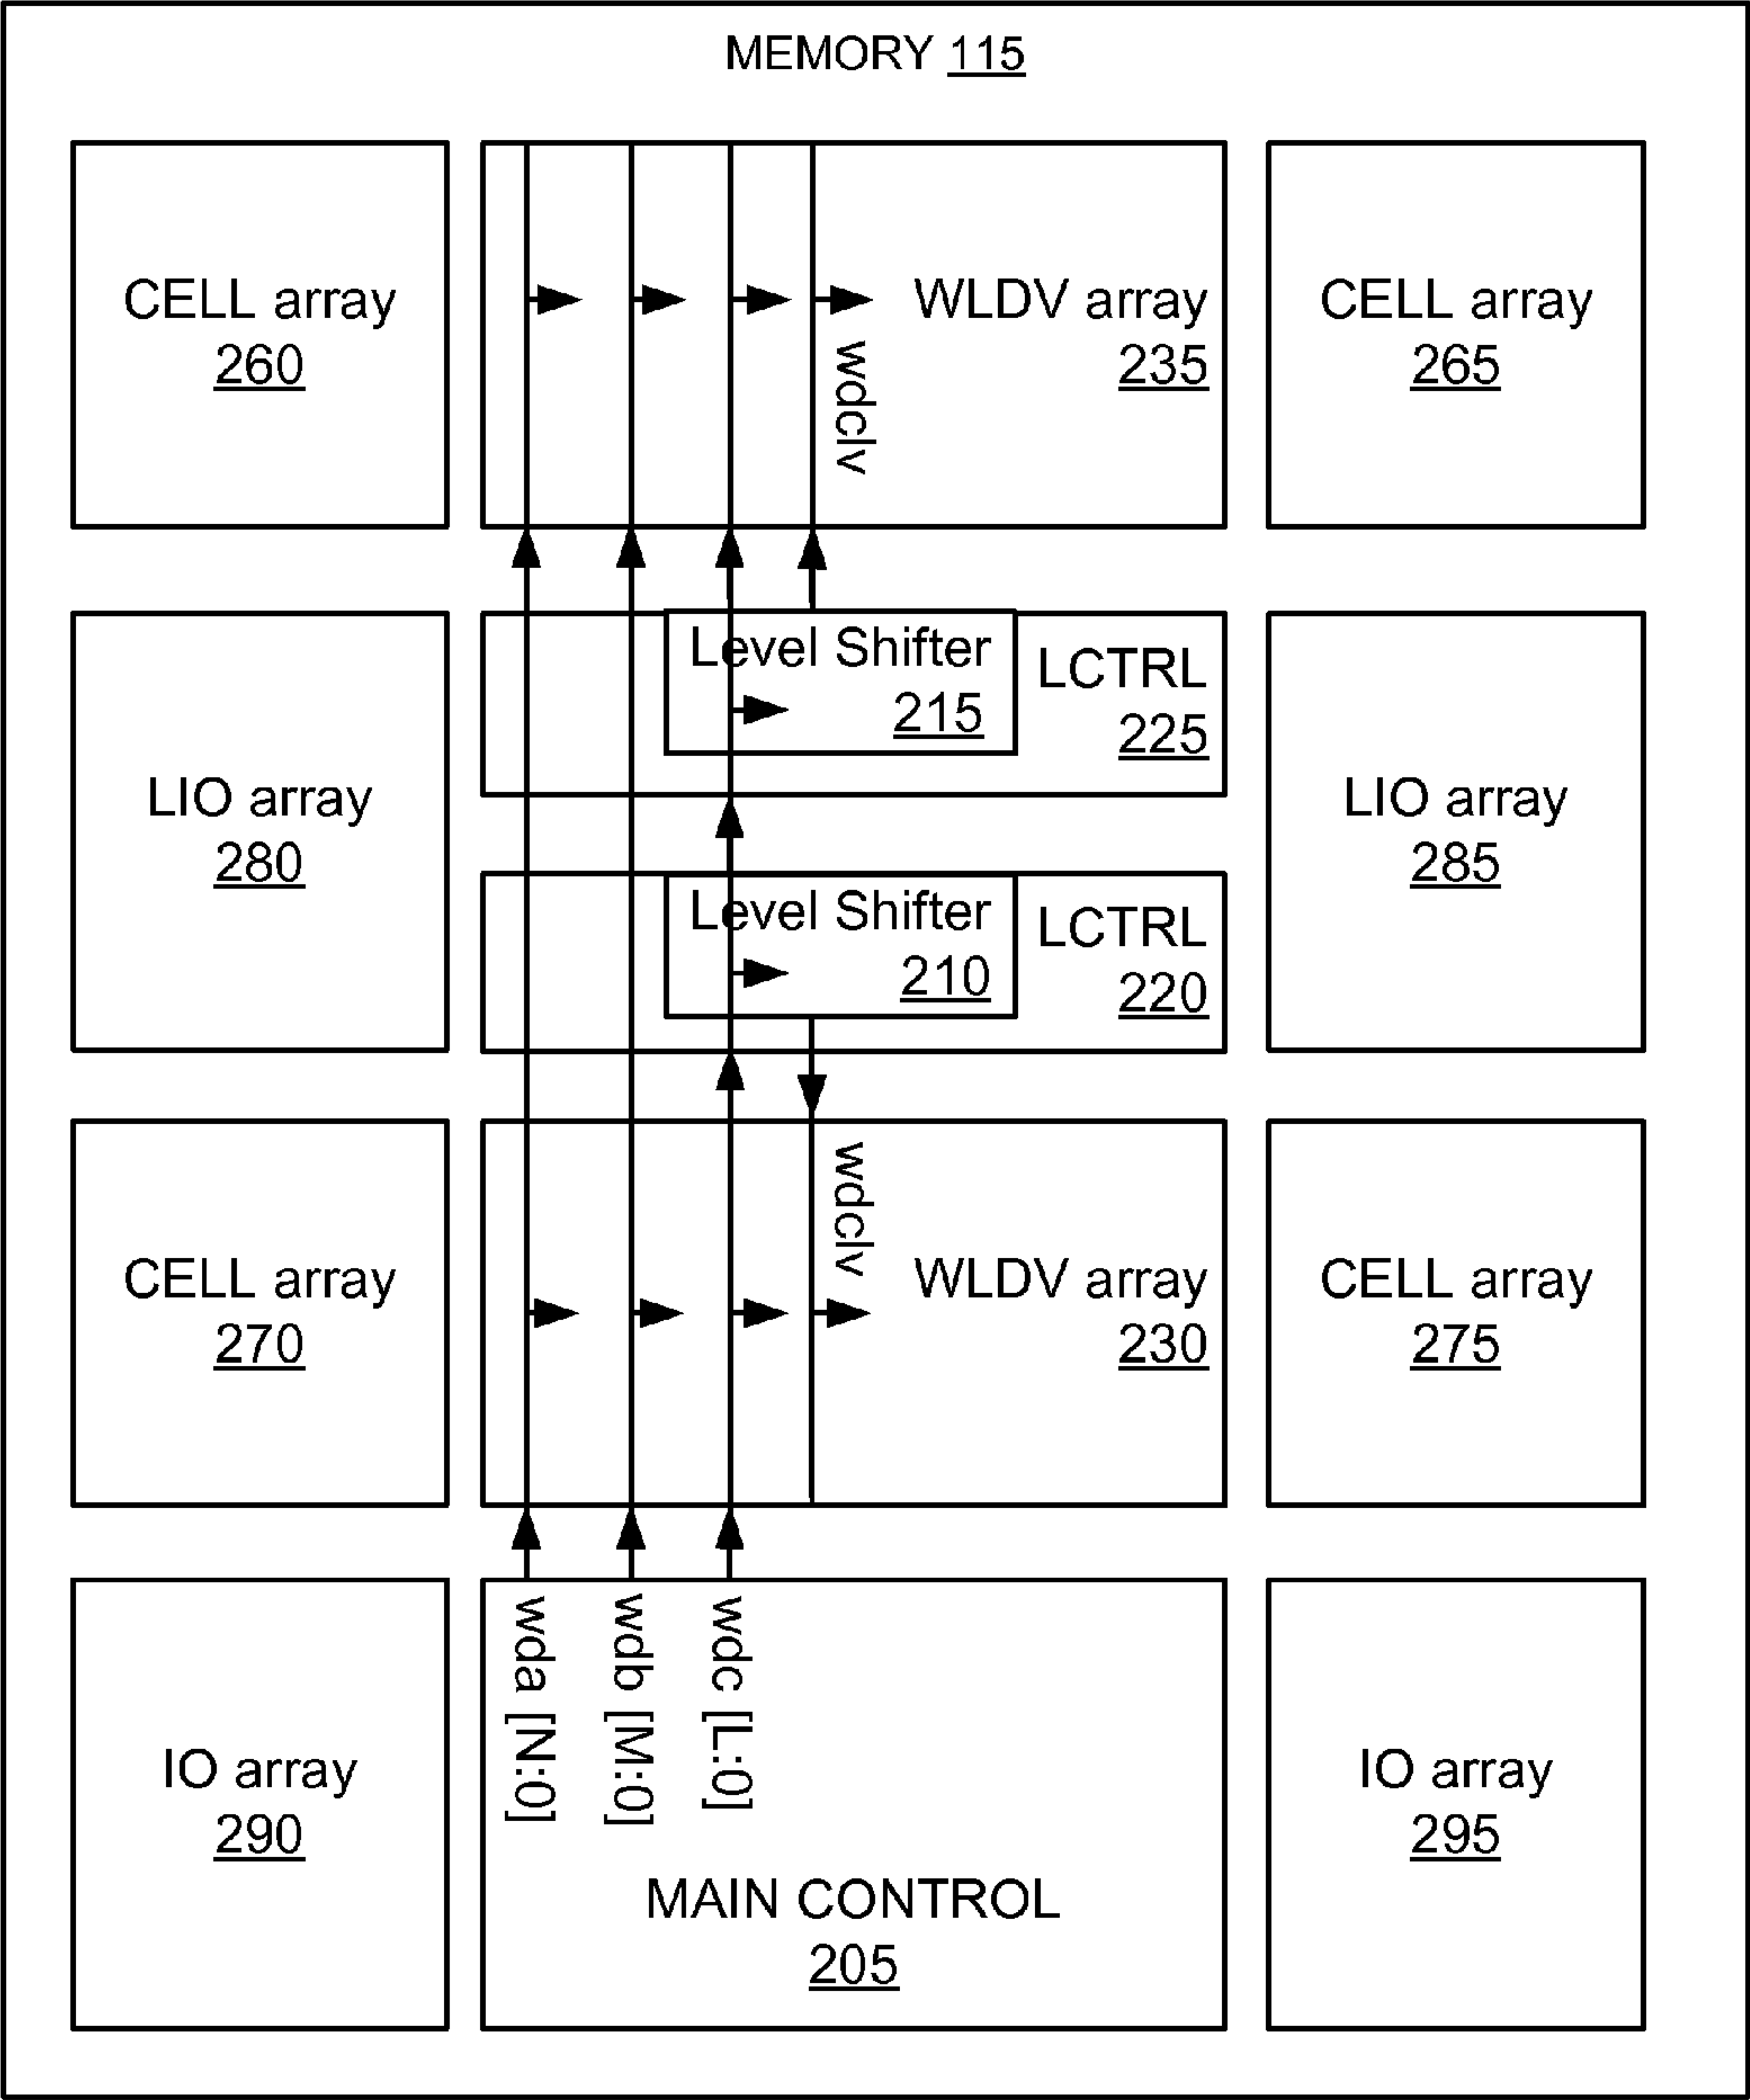 MEMORY 115
CELL array
260
WLDV array
235
wdclv
CELL array
265
LIO array
280
Level Shifter
215
LCTRL
225
Level Shifter
210
LCTRL
220
LIO array
285
CELL array
270
wdclv
WLDV array
230
CELL array
275
IO array
290
wda [N:0]
wdb [M:0]
wdc [L:0]
MAIN CONTROL
205
IO array
295